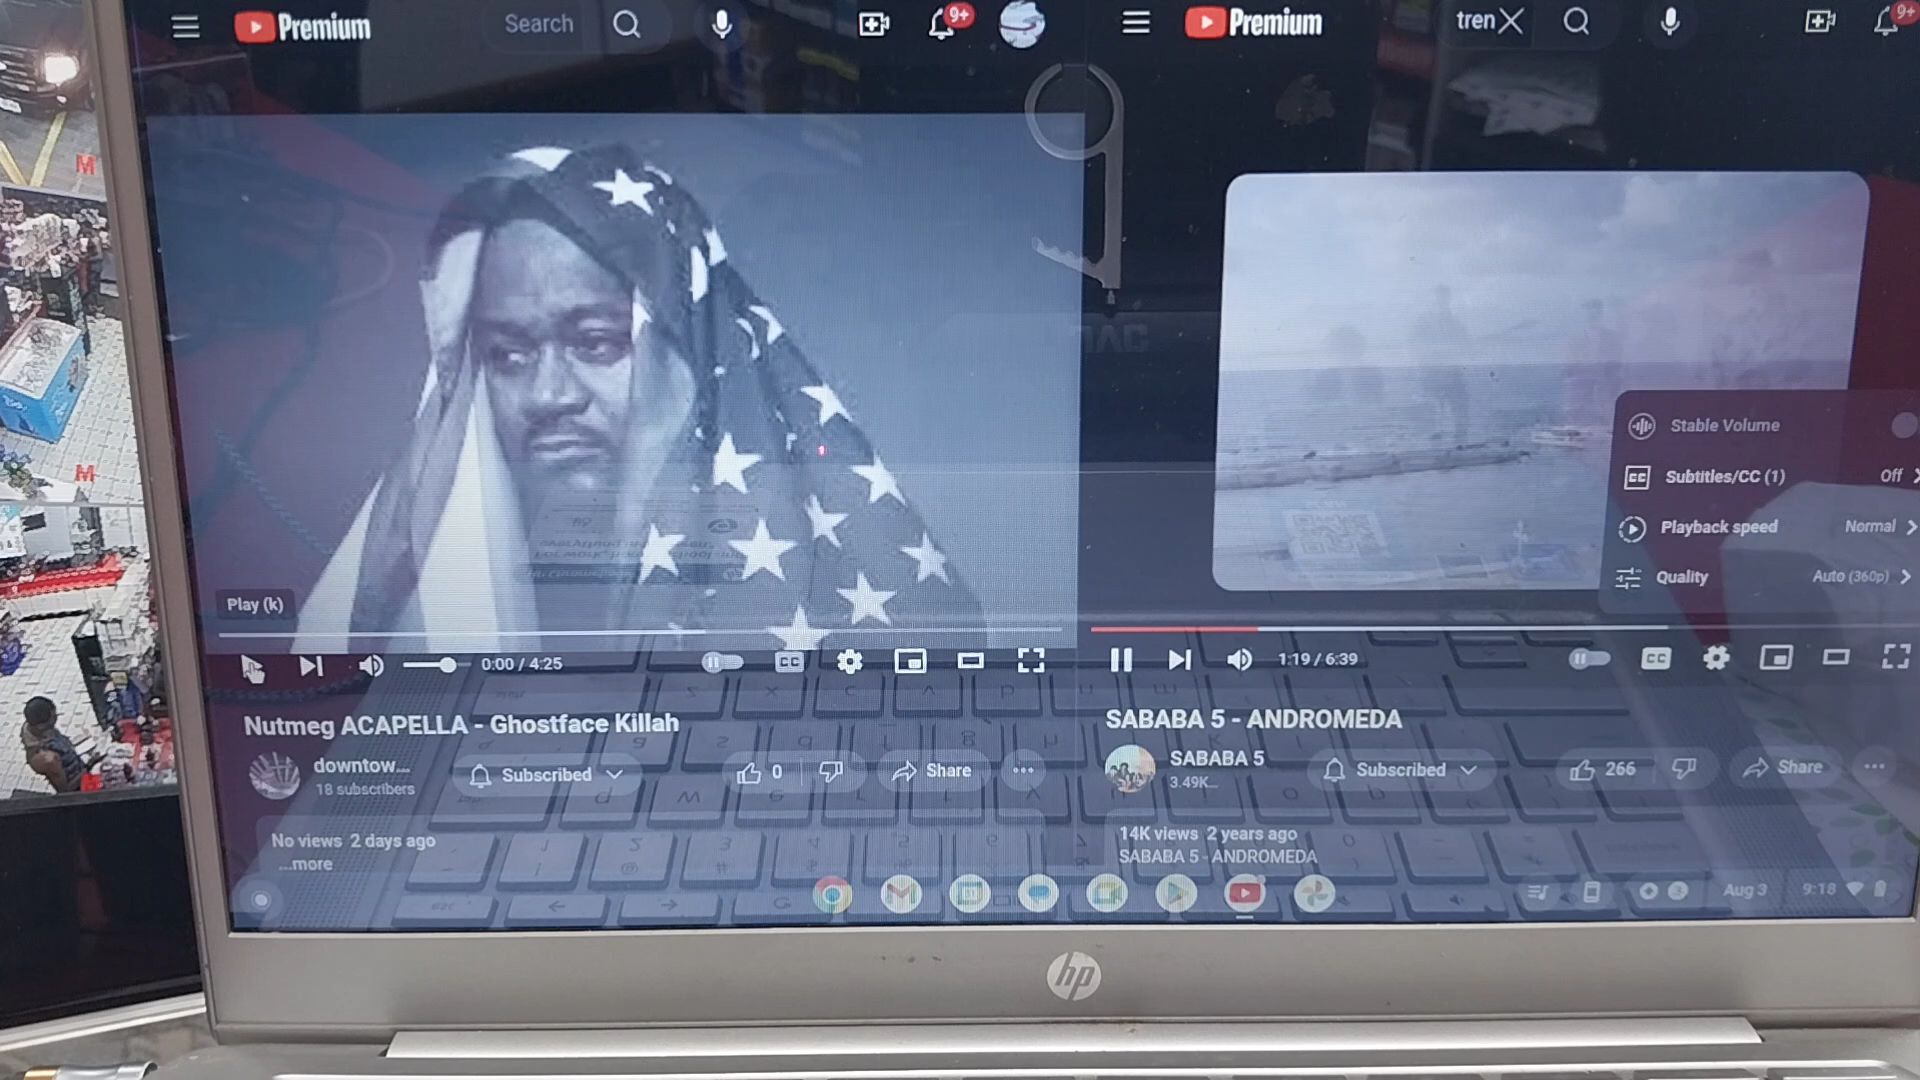 Premium
Search
9+
Premium
tren
9+
M
M
M
Stable Volume
Subtitles/CC (1)
Off
Playback speed
Normal
Quality
Auto (360p)
Play (k)
0:00 / 4:25
CC
1:19 / 6:39
CC
Nutmeg ACAPELLA - Ghostface Killah
downtow...
18 subscribers
Subscribed
0
Share
No views 2 days ago
...more
SABABA 5 - ANDROMEDA
SABABA 5
3.49K...
Subscribed
266
Share
14K views 2 years ago
SABABA 5 - ANDROMEDA
Aug 3
9:18
hp